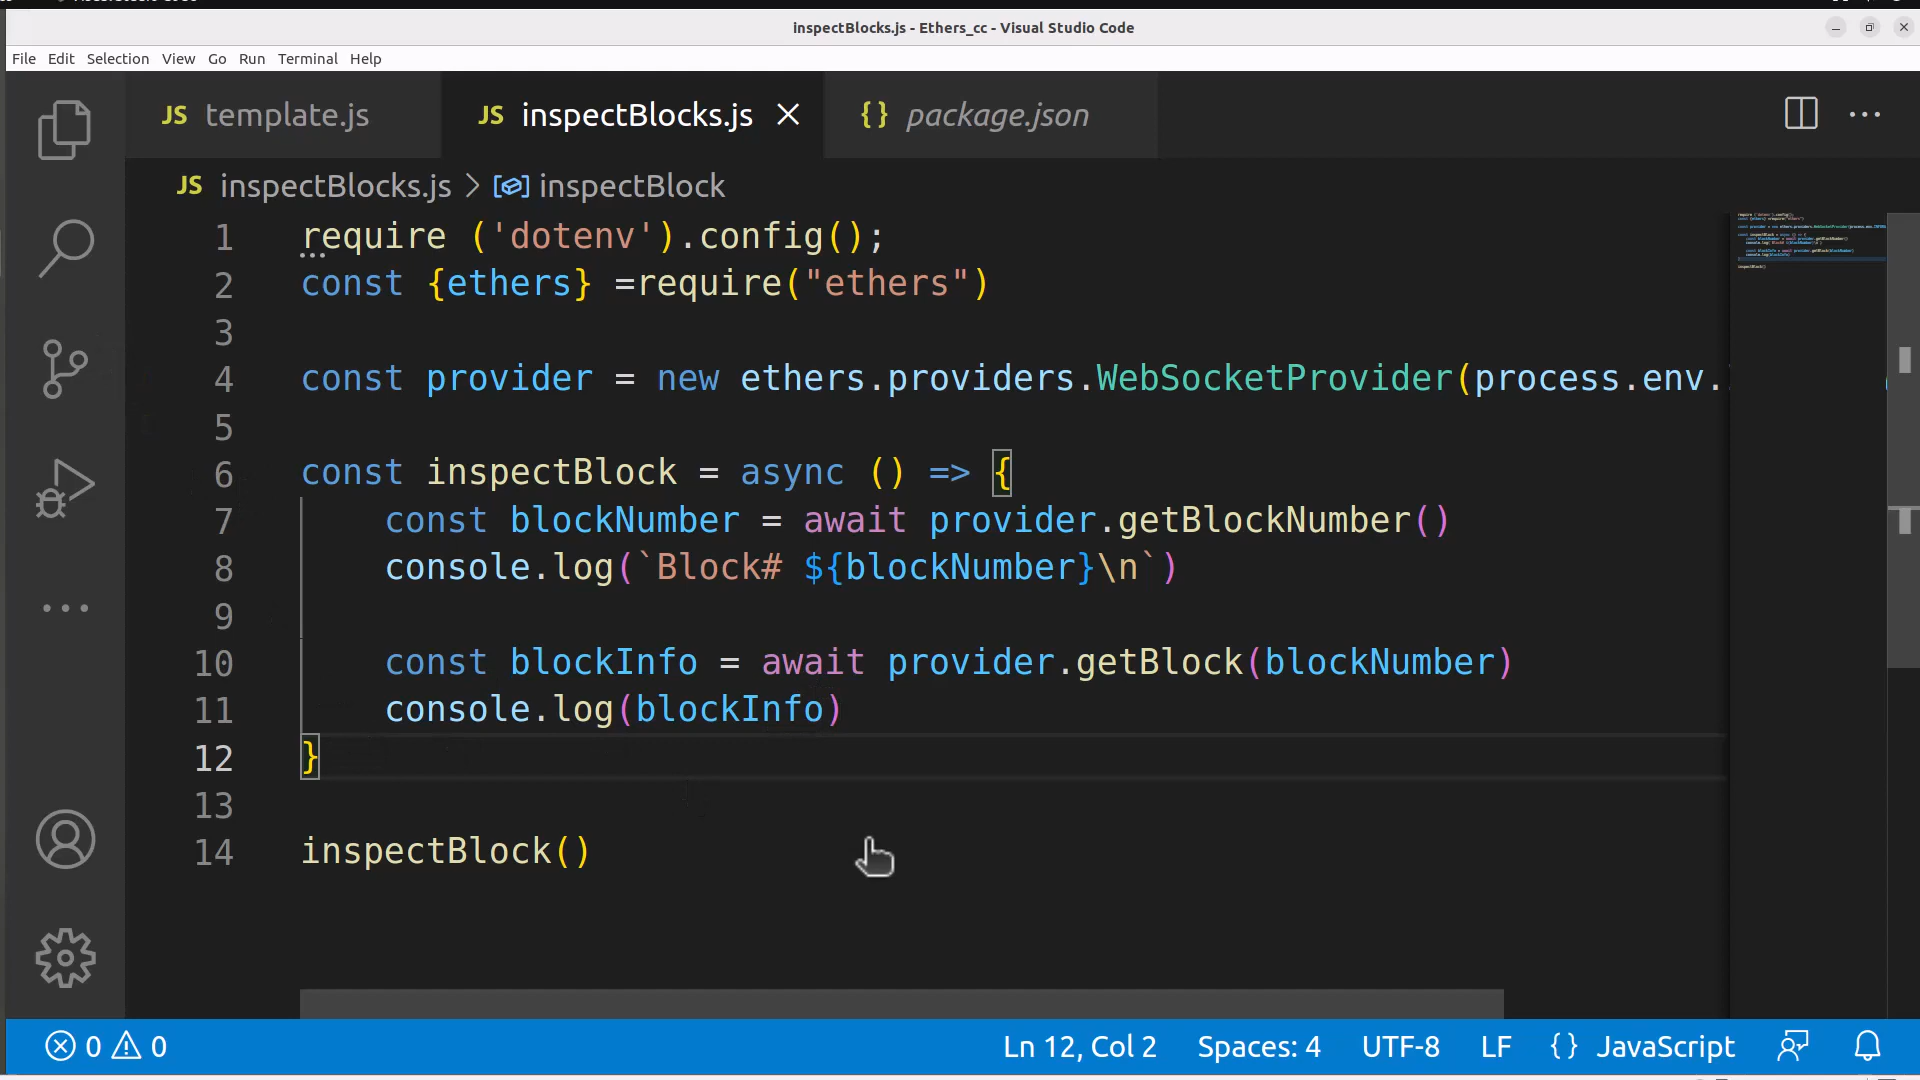 inspectBlocks.js - Ethers_cc - Visual Studio Code
File Edit Selection View Go Run Terminal Help
JS template.js JS inspectBlocks.js {} package.json
JS inspectBlocks.js > inspectBlock
1 require ('dotenv').config();
2 const {ethers} =require("ethers")
3
4 const provider = new ethers.providers.WebSocketProvider(process.env.
5
6 const inspectBlock = async () => {
7 const blockNumber = await provider.getBlockNumber()
8 console.log(`Block# ${blockNumber}\n`)
9
10 const blockInfo = await provider.getBlock(blockNumber)
11 console.log(blockInfo)
12 }
13
14 inspectBlock()
0 0 Ln 12, Col 2 Spaces: 4 UTF-8 LF {} JavaScript